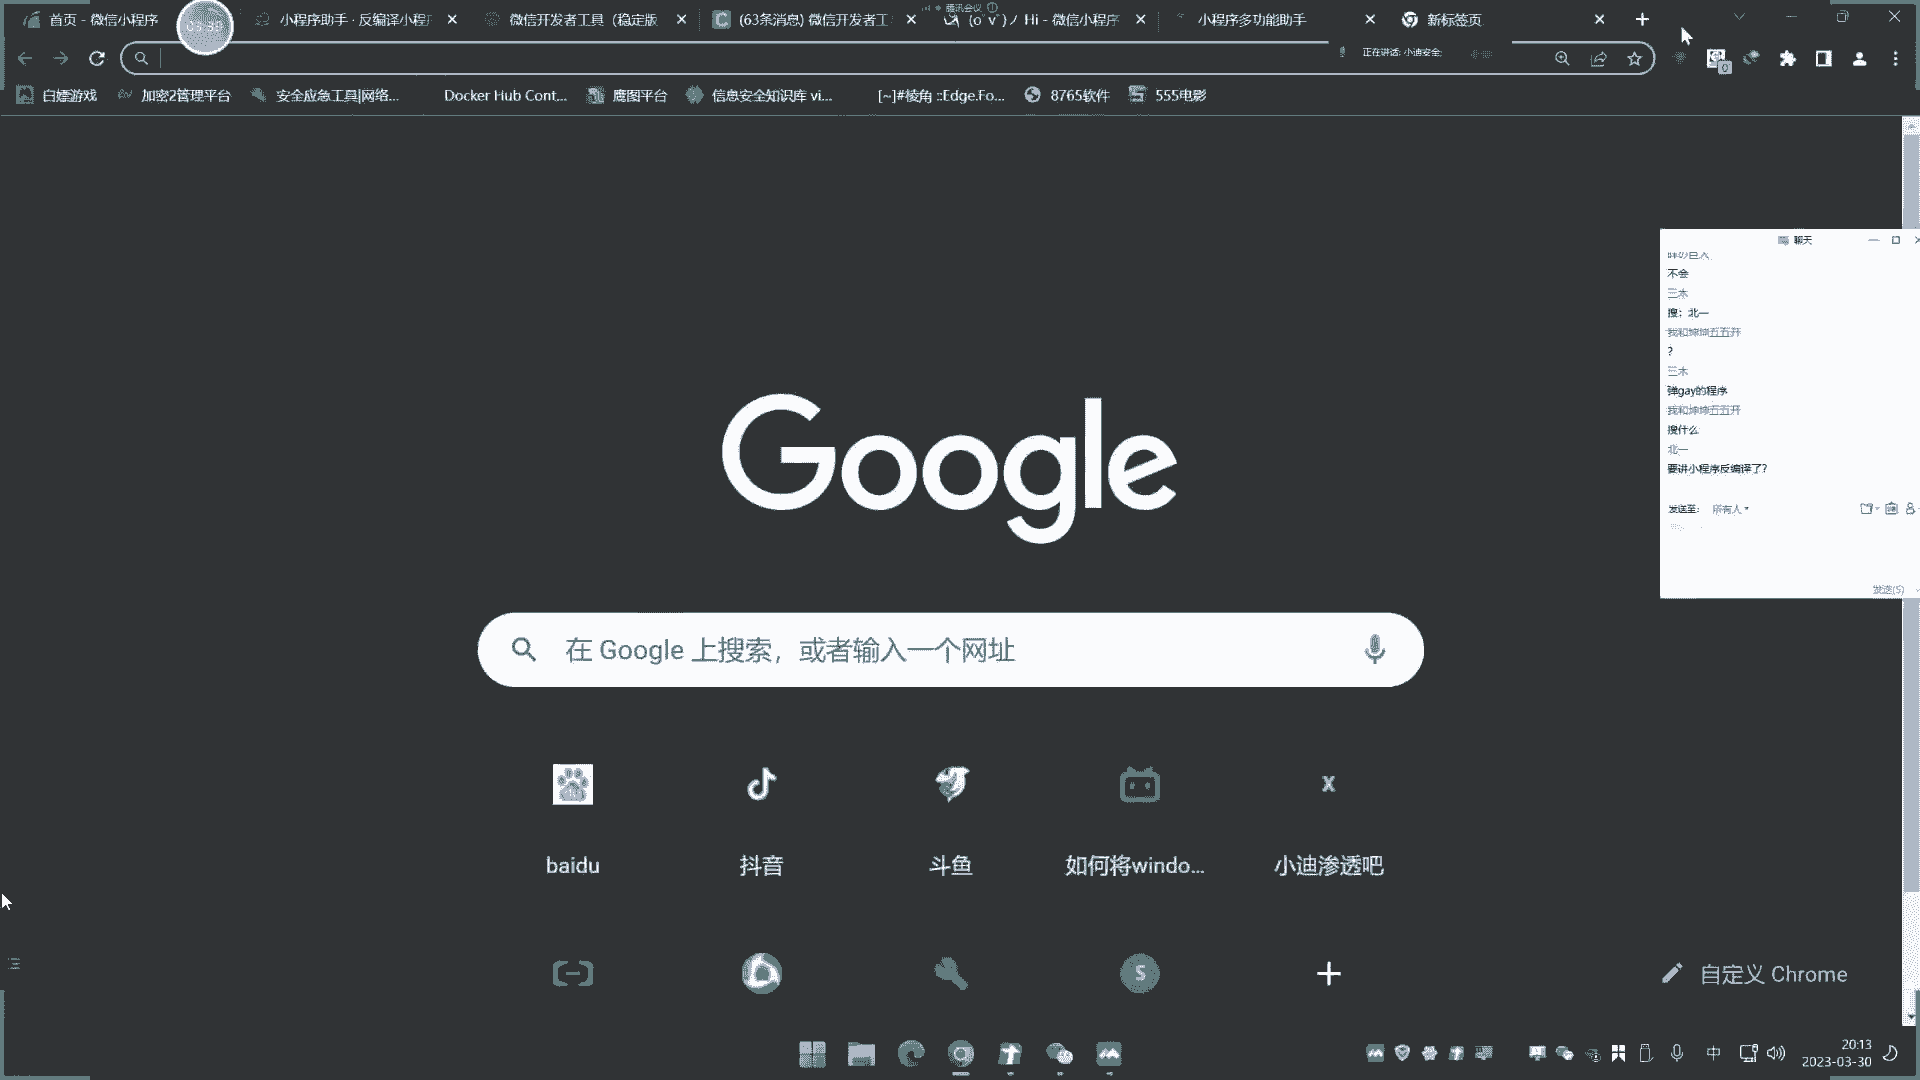 腾讯会议
首页 - 微信小程序
小程序助手 · 反编译小程
微信开发者工具（稳定版
(63条消息) 微信开发者工
Hi - 微信小程序
小程序多功能助手
新标签页
正在讲话: 小迪安全;
白嫖游戏
加密2管理平台
安全应急工具|网络...
Docker Hub Cont...
鹰图平台
信息安全知识库 vi...
[~]#棱角 ::Edge.Fo...
8765软件
555电影
聊天
不会
三木
搜：北一
我和坤坤五五开
?
三木
弹gay的程序
我和坤坤五五开
搜什么
北一
要讲小程序反编译了?
发送至:
所有人
发送(S)
Google
在 Google 上搜索，或者输入一个网址
baidu
抖音
斗鱼
如何将windo...
X
小迪渗透吧
S
自定义 Chrome
中
20:13
2023-03-30